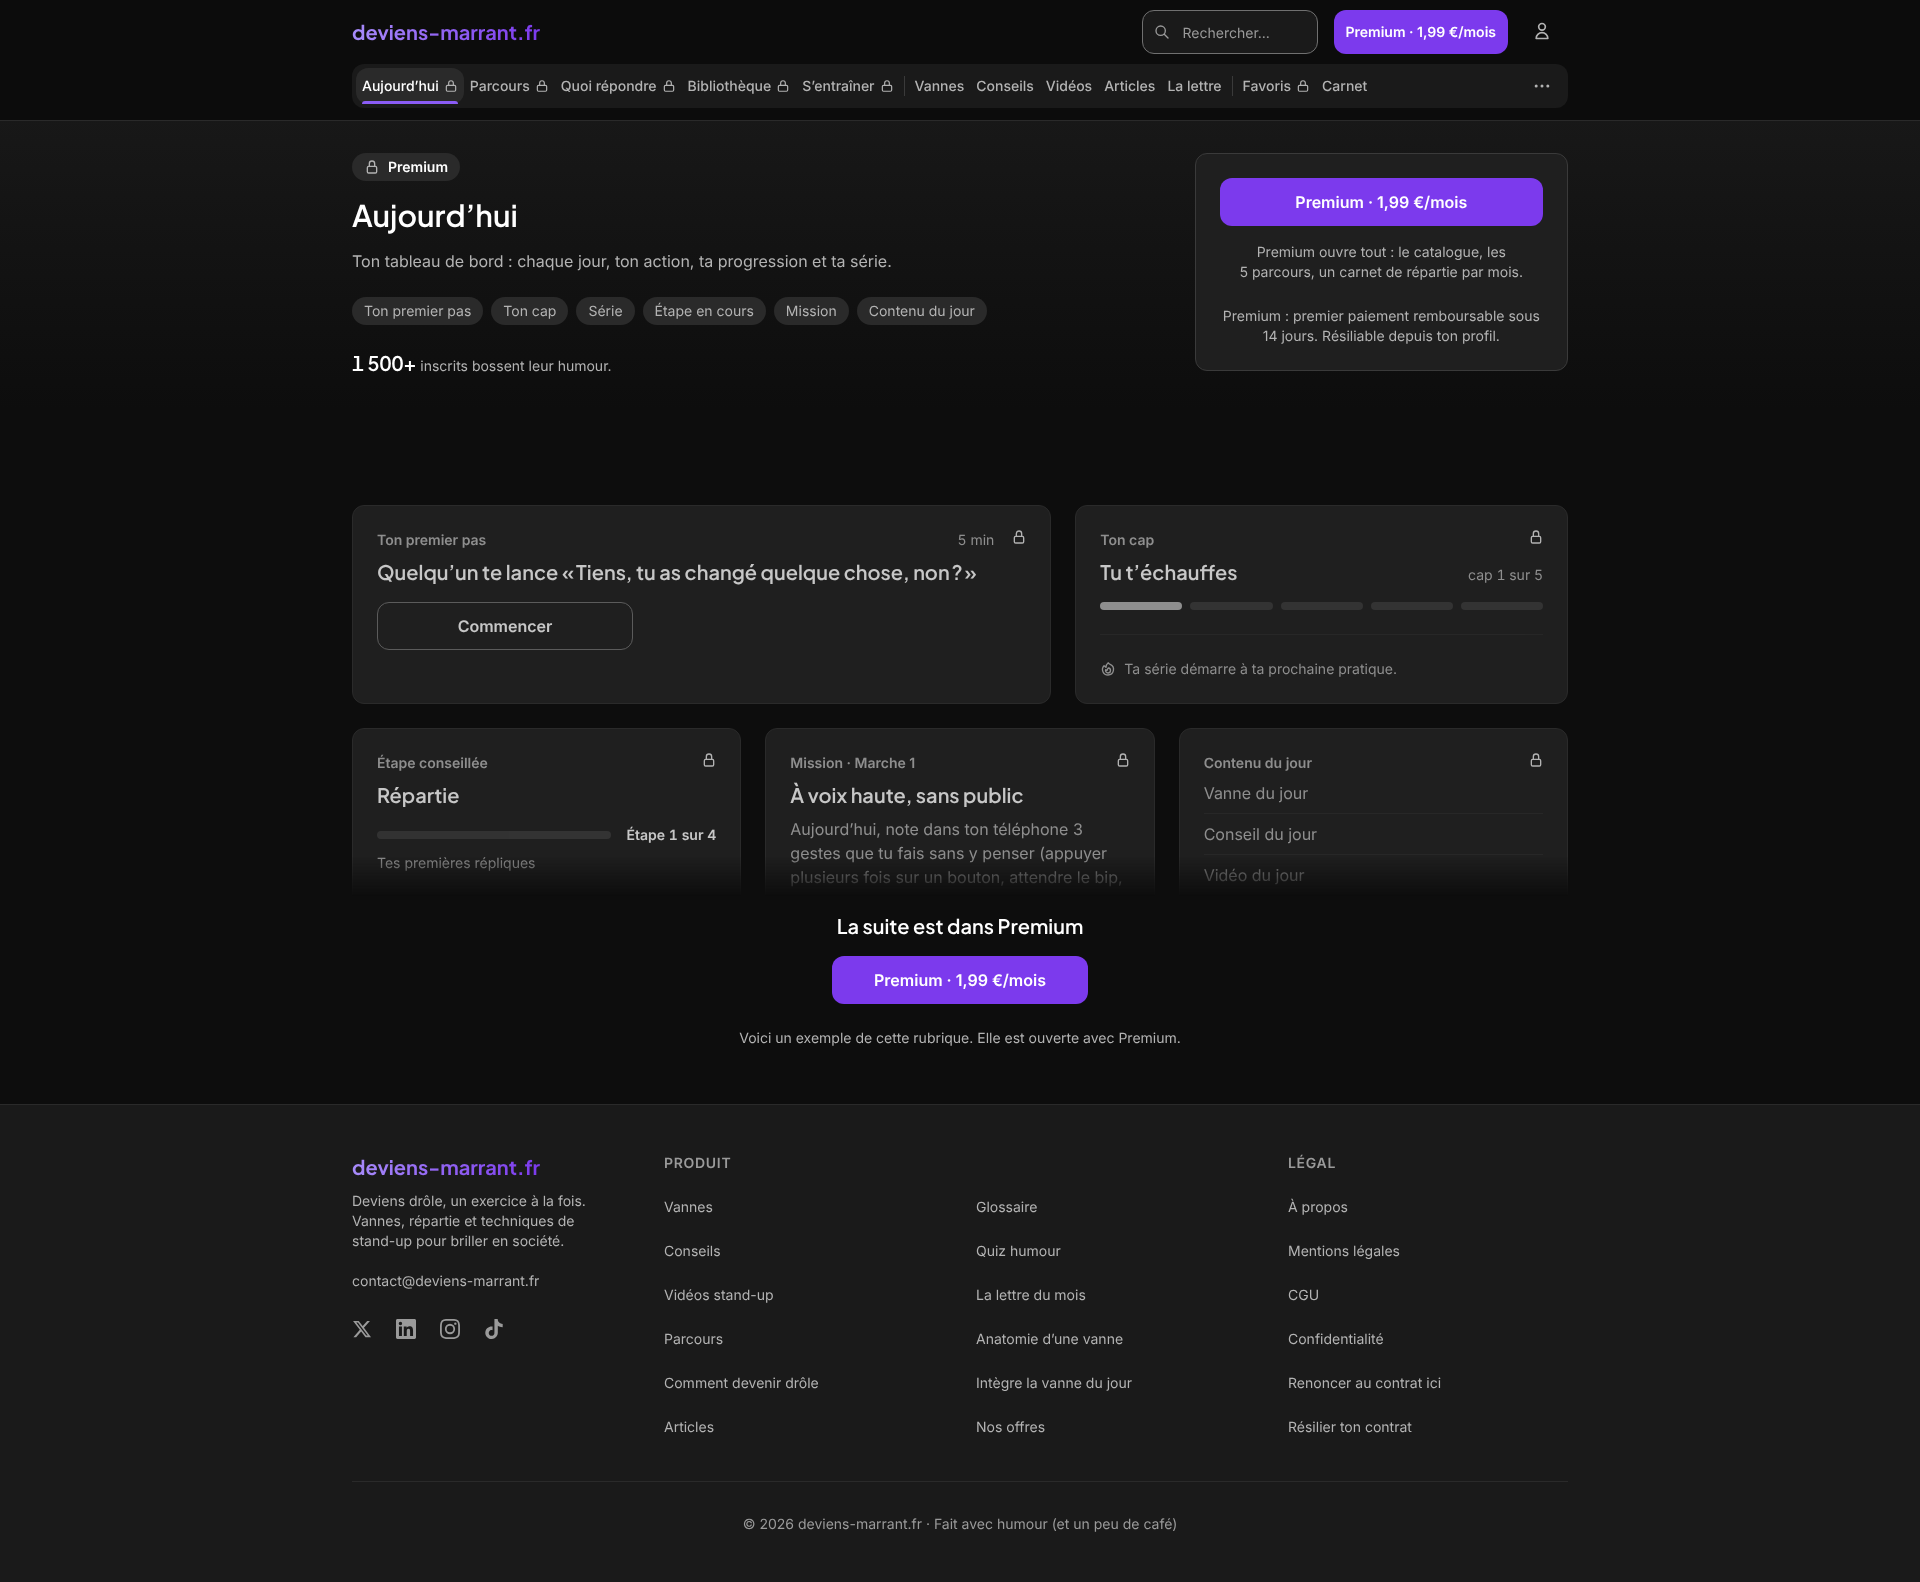 deviens-marrant.fr
Rechercher...
Premium · 1,99 €/mois
Aujourd’hui
Parcours
Quoi répondre
Bibliothèque
S’entraîner
Vannes
Conseils
Vidéos
Articles
La lettre
Favoris
Carnet
Premium
Aujourd’hui
Ton tableau de bord : chaque jour, ton action, ta progression et ta série.
Ton premier pas
Ton cap
Série
Étape en cours
Mission
Contenu du jour
1 500+ inscrits bossent leur humour.
Premium · 1,99 €/mois
Premium ouvre tout : le catalogue, les
5 parcours, un carnet de répartie par mois.
Premium : premier paiement remboursable sous
14 jours. Résiliable depuis ton profil.
Ton premier pas
5 min
Quelqu’un te lance « Tiens, tu as changé quelque chose, non ? »
Commencer
Ton cap
Tu t’échauffes
cap 1 sur 5
Ta série démarre à ta prochaine pratique.
Étape conseillée
Répartie
Étape 1 sur 4
Tes premières répliques
Mission · Marche 1
À voix haute, sans public
Aujourd’hui, note dans ton téléphone 3
gestes que tu fais sans y penser (appuyer
plusieurs fois sur un bouton, attendre le bip,
Contenu du jour
Vanne du jour
Conseil du jour
Vidéo du jour
La suite est dans Premium
Premium · 1,99 €/mois
Voici un exemple de cette rubrique. Elle est ouverte avec Premium.
deviens-marrant.fr
Deviens drôle, un exercice à la fois.
Vannes, répartie et techniques de
stand-up pour briller en société.
contact@deviens-marrant.fr
PRODUIT
Vannes
Conseils
Vidéos stand-up
Parcours
Comment devenir drôle
Articles
Glossaire
Quiz humour
La lettre du mois
Anatomie d’une vanne
Intègre la vanne du jour
Nos offres
LÉGAL
À propos
Mentions légales
CGU
Confidentialité
Renoncer au contrat ici
Résilier ton contrat
© 2026 deviens-marrant.fr · Fait avec humour (et un peu de café)